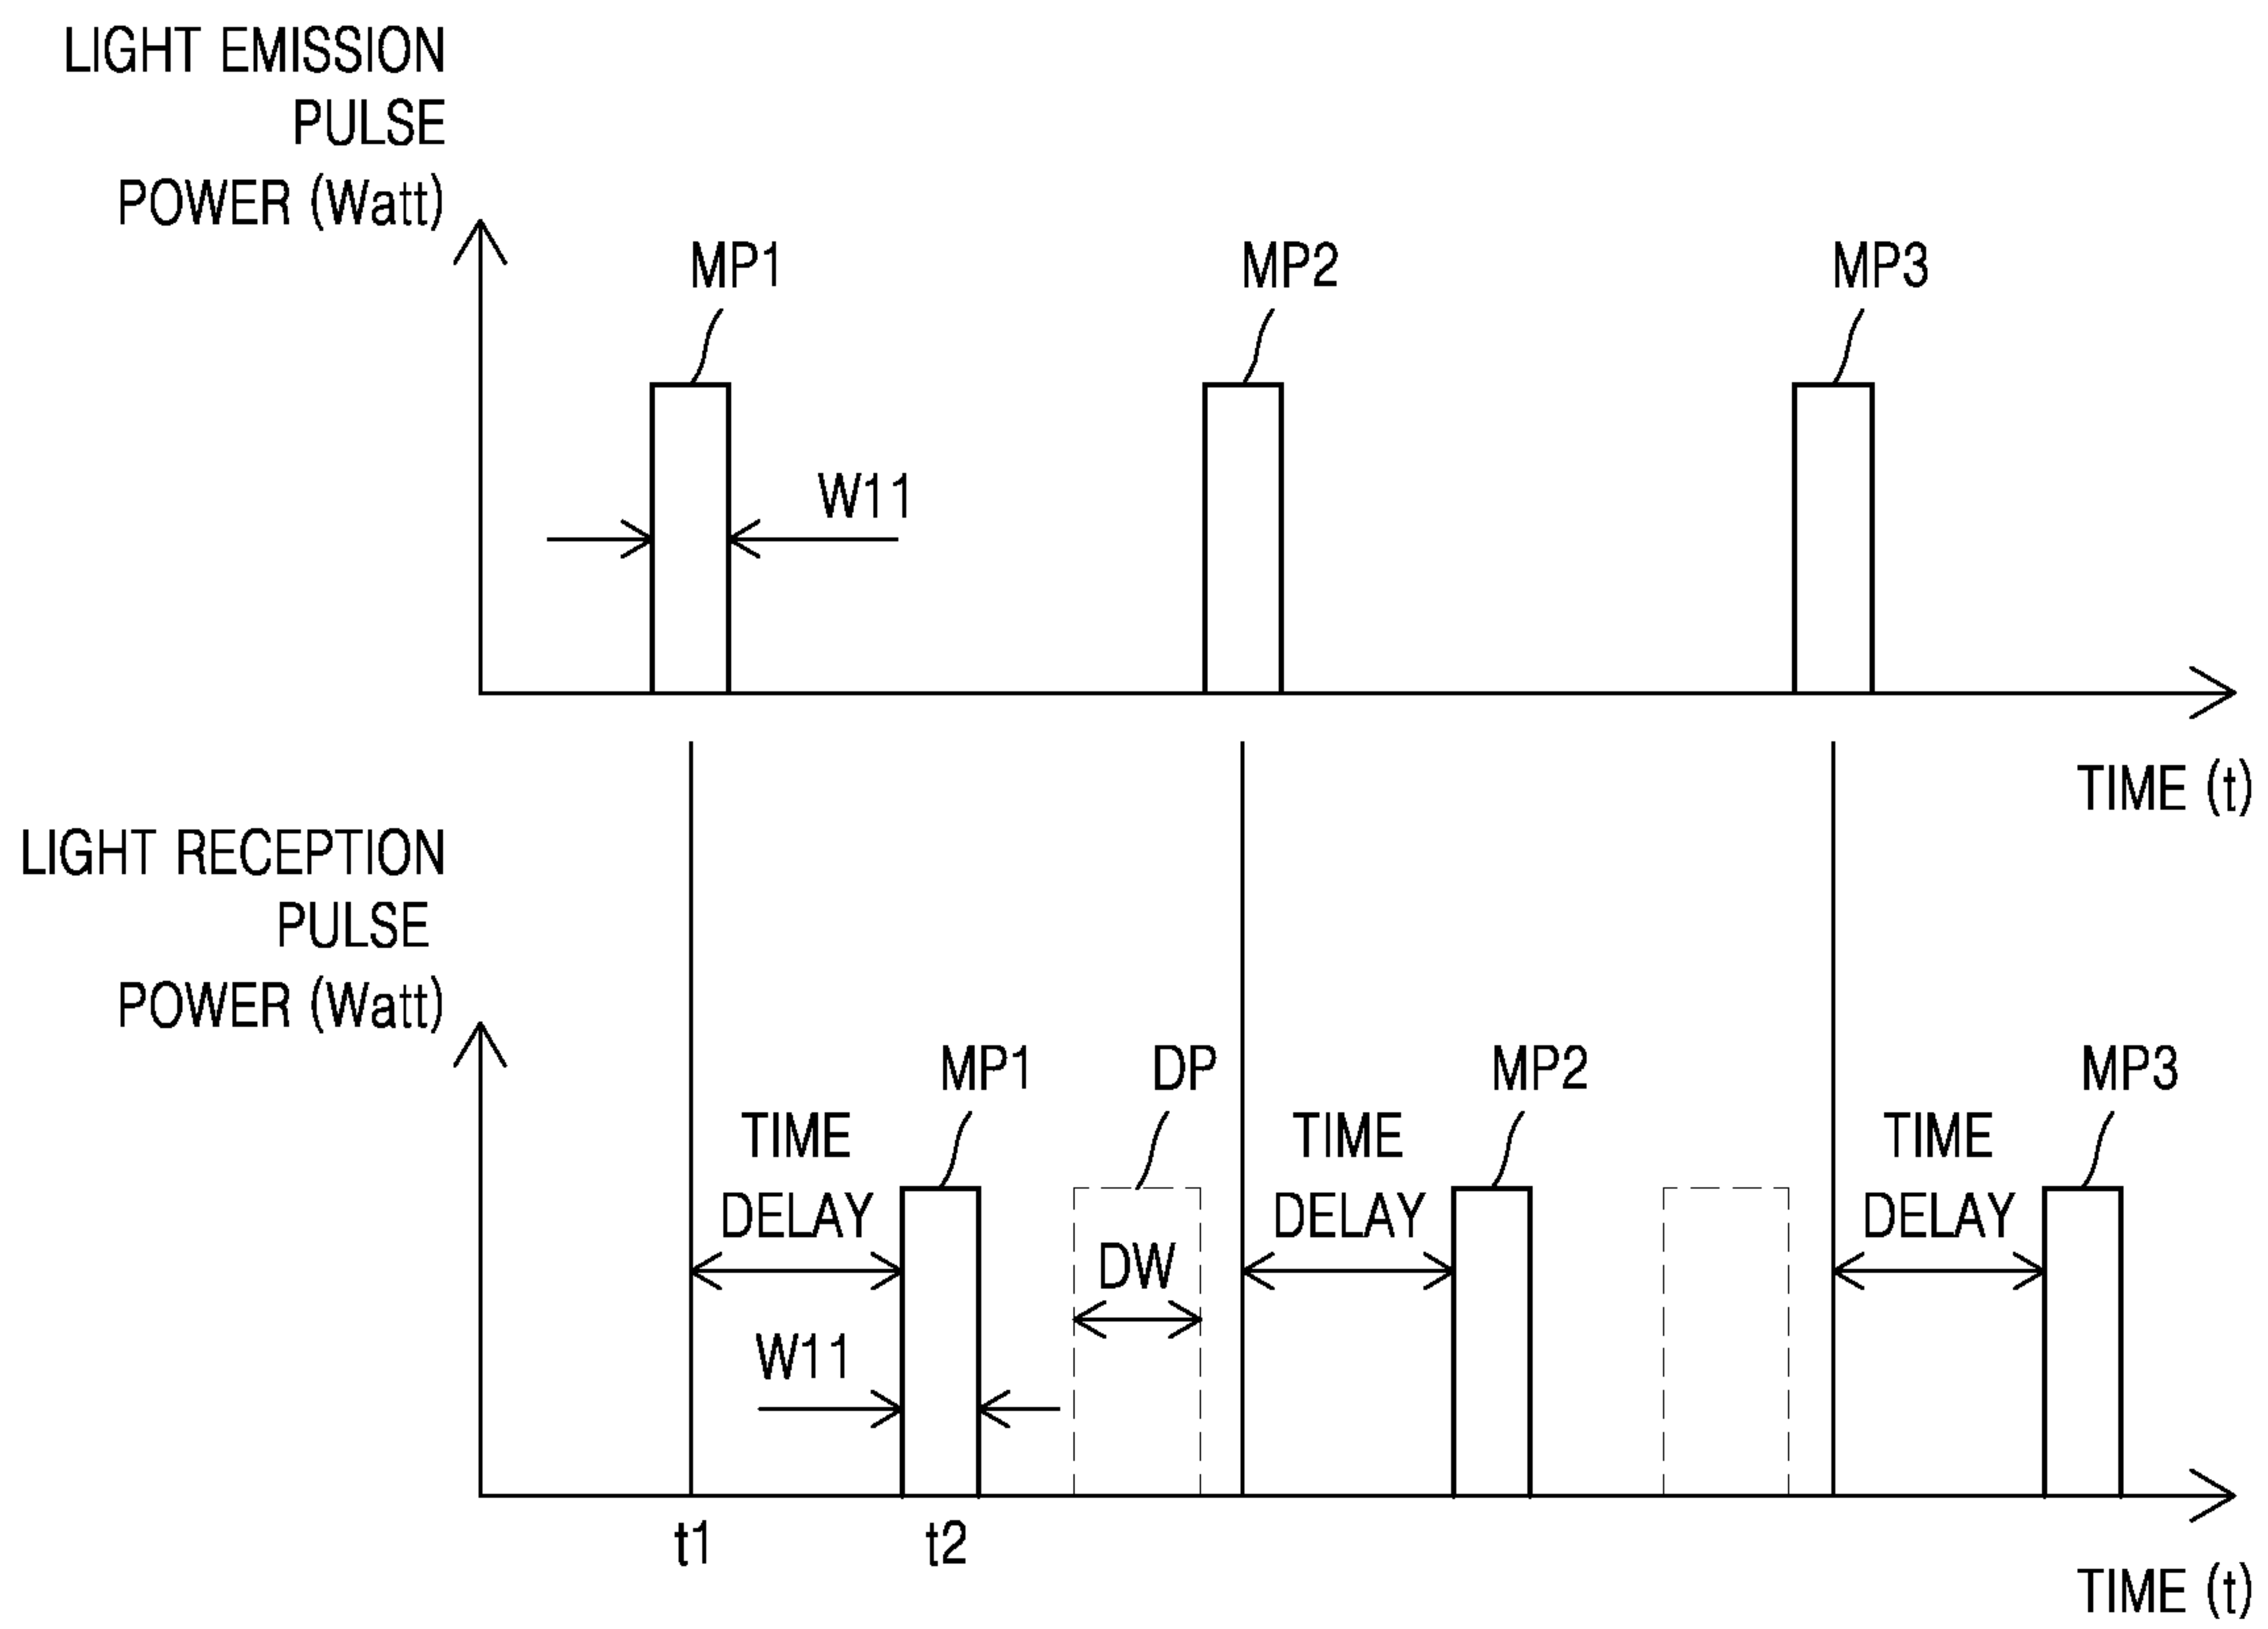 LIGHT EMISSION
PULSE
POWER (Watt)
MP1
MP2
MP3
W11
TIME (t)
LIGHT RECEPTION
PULSE
POWER (Watt)
MP1
DP
MP2
MP3
TIME
DELAY
TIME
DELAY
TIME
DELAY
DW
W11
t1
t2
TIME (t)